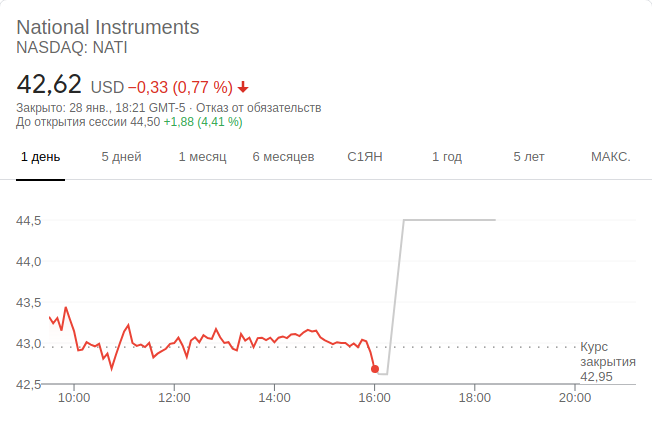 National Instruments
NASDAQ: NATI
42,62 USD −0,33 (0,77 %)
Закрыто: 28 янв., 18:21 GMT-5 · Отказ от обязательств
До открытия сессии 44,50 +1,88 (4,41 %)
1 день 5 дней 1 месяц 6 месяцев С1ЯН 1 год 5 лет МАКС.
44,5
44,0
43,5
43,0
Курс
закрытия
42,95
42,5
10:00 12:00 14:00 16:00 18:00 20:00